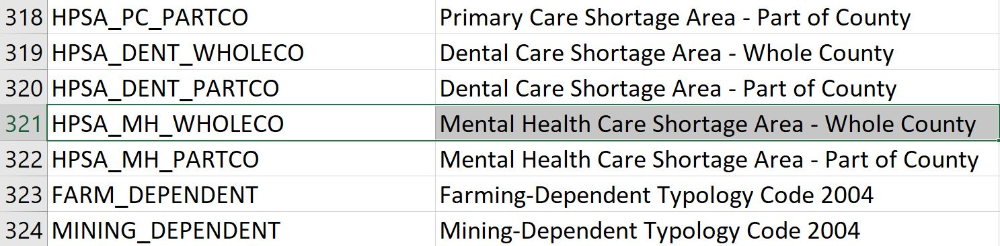 318 HPSA_PC_PARTCO Primary Care Shortage Area - Part of County
319 HPSA_DENT_WHOLECO Dental Care Shortage Area - Whole County
320 HPSA_DENT_PARTCO Dental Care Shortage Area - Part of County
321 HPSA_MH_WHOLECO Mental Health Care Shortage Area - Whole County
322 HPSA_MH_PARTCO Mental Health Care Shortage Area - Part of County
323 FARM_DEPENDENT Farming-Dependent Typology Code 2004
324 MINING_DEPENDENT Mining-Dependent Typology Code 2004